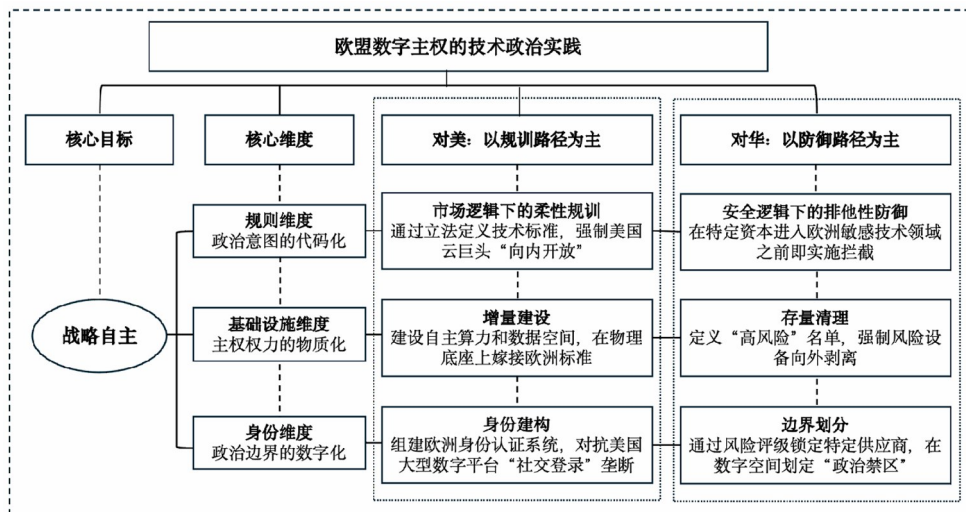 欧盟数字主权的技术政治实践
核心目标
核心维度
对美：以规训路径为主
对华：以防御路径为主
规则维度
政治意图的代码化
市场逻辑下的柔性规训
通过立法定义技术标准，强制美国
云巨头“向内开放”
安全逻辑下的排他性防御
在特定资本进入欧洲敏感技术领域
之前即实施拦截
战略自主
基础设施维度
主权权力的物质化
增量建设
建设自主算力和数据空间，在物理
底座上嫁接欧洲标准
存量清理
定义“高风险”名单，强制风险设
备向外剥离
身份维度
政治边界的数字化
身份建构
组建欧洲身份认证系统，对抗美国
大型数字平台“社交登录”垄断
边界划分
通过风险评级锁定特定供应商，在
数字空间划定“政治禁区”